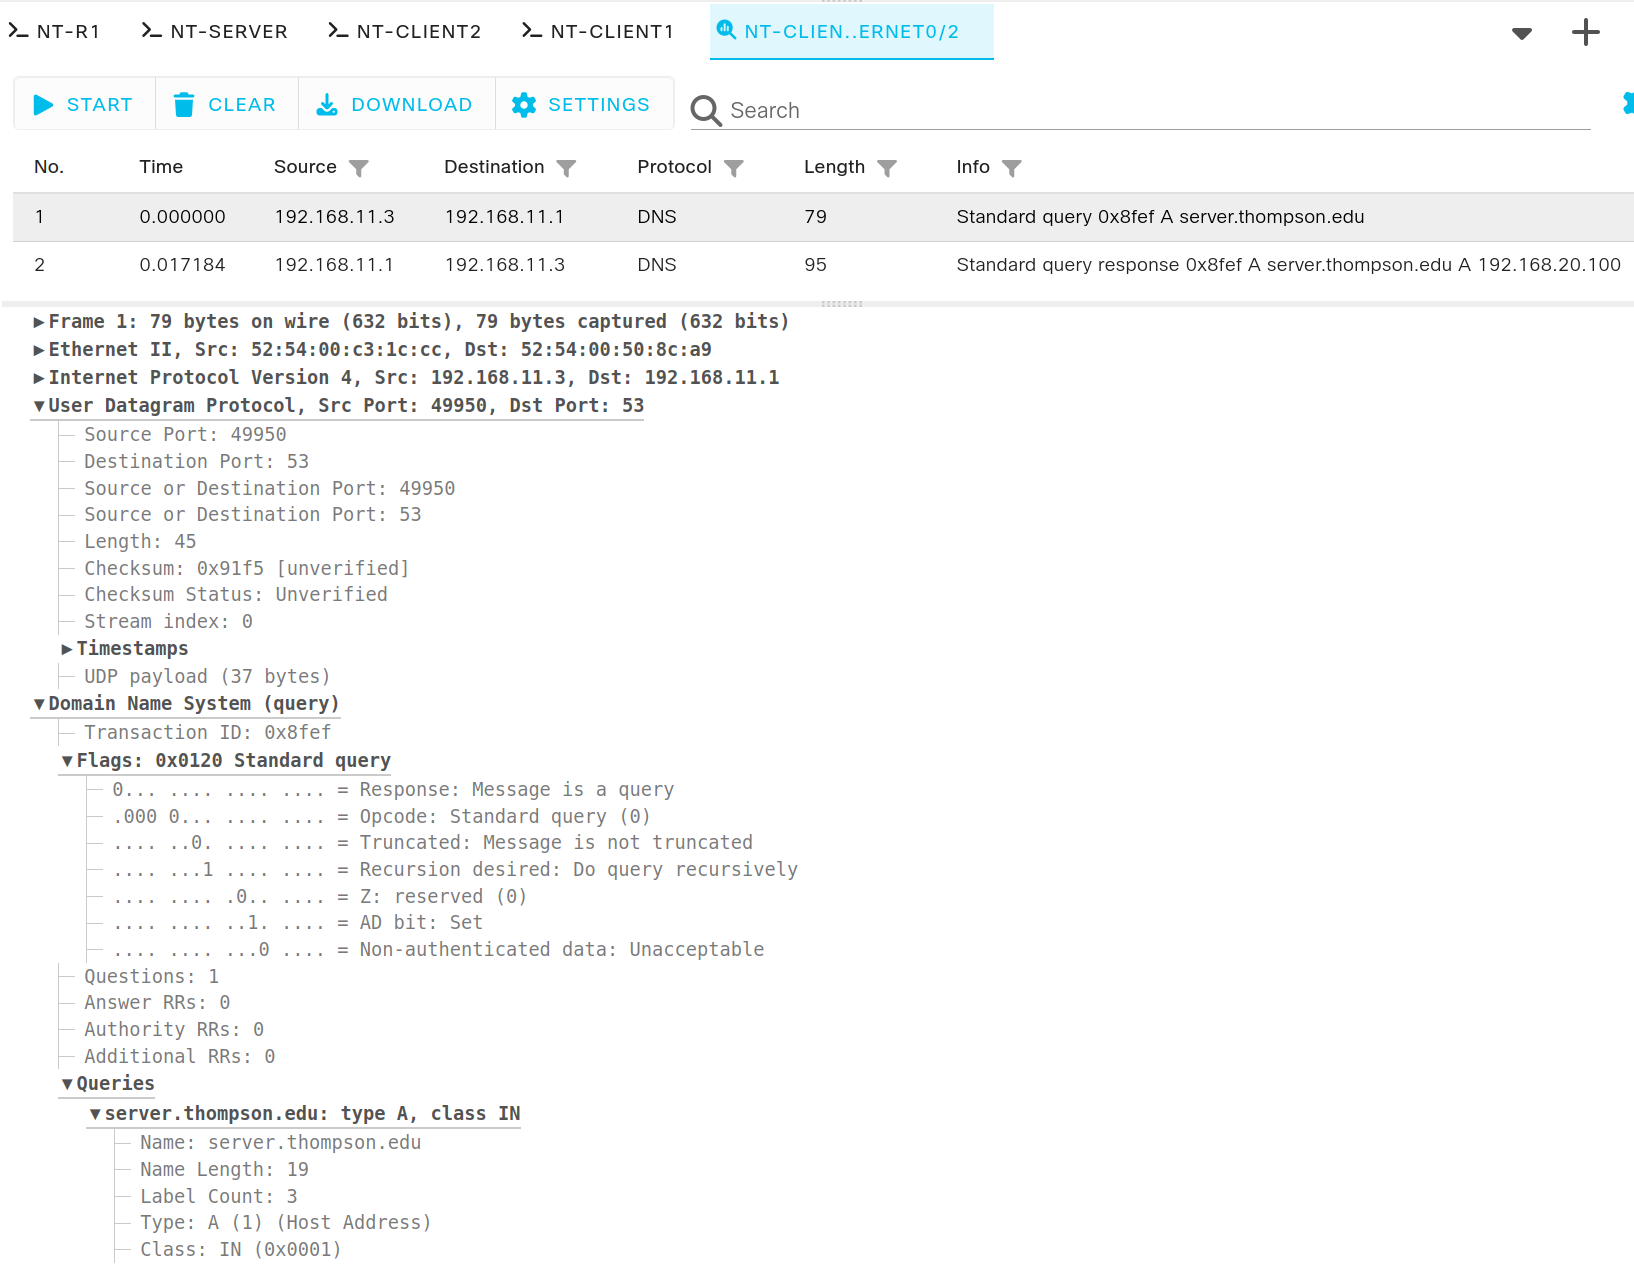 NT-R1 NT-SERVER NT-CLIENT2 NT-CLIENT1 NT-CLIEN..ERNET0/2
START CLEAR DOWNLOAD SETTINGS Search
No. Time Source Destination Protocol Length Info
1 0.000000 192.168.11.3 192.168.11.1 DNS 79 Standard query 0x8fef A server.thompson.edu
2 0.017184 192.168.11.1 192.168.11.3 DNS 95 Standard query response 0x8fef A server.thompson.edu A 192.168.20.100
Frame 1: 79 bytes on wire (632 bits), 79 bytes captured (632 bits)
Ethernet II, Src: 52:54:00:c3:1c:cc, Dst: 52:54:00:50:8c:a9
Internet Protocol Version 4, Src: 192.168.11.3, Dst: 192.168.11.1
User Datagram Protocol, Src Port: 49950, Dst Port: 53
Source Port: 49950
Destination Port: 53
Source or Destination Port: 49950
Source or Destination Port: 53
Length: 45
Checksum: 0x91f5 [unverified]
Checksum Status: Unverified
Stream index: 0
Timestamps
UDP payload (37 bytes)
Domain Name System (query)
Transaction ID: 0x8fef
Flags: 0x0120 Standard query
0... .... .... .... = Response: Message is a query
.000 0... .... .... = Opcode: Standard query (0)
.... ..0. .... .... = Truncated: Message is not truncated
.... ...1 .... .... = Recursion desired: Do query recursively
.... .... .0.. .... = Z: reserved (0)
.... .... ..1. .... = AD bit: Set
.... .... ...0 .... = Non-authenticated data: Unacceptable
Questions: 1
Answer RRs: 0
Authority RRs: 0
Additional RRs: 0
Queries
server.thompson.edu: type A, class IN
Name: server.thompson.edu
Name Length: 19
Label Count: 3
Type: A (1) (Host Address)
Class: IN (0x0001)